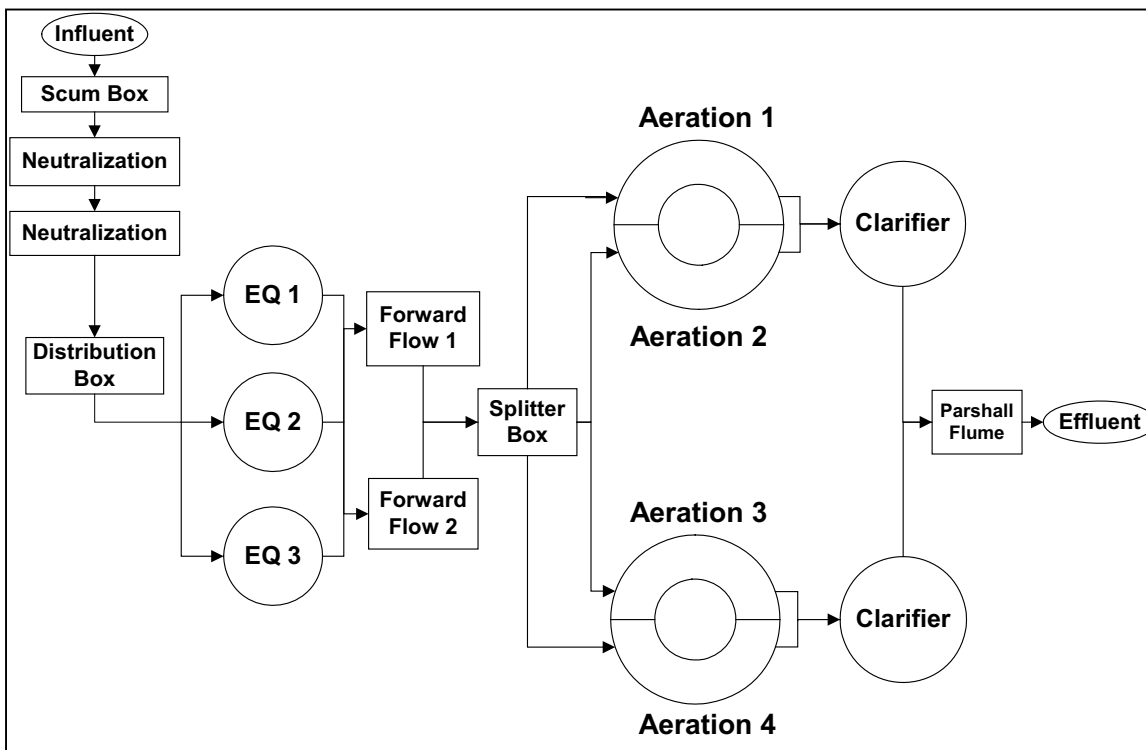 Influent
Scum Box
Neutralization
Neutralization
Distribution
Box
EQ 1
EQ 2
EQ 3
Forward
Flow 1
Forward
Flow 2
Splitter
Box
Aeration 1
Aeration 2
Aeration 3
Aeration 4
Clarifier
Clarifier
Parshall
Flume
Effluent